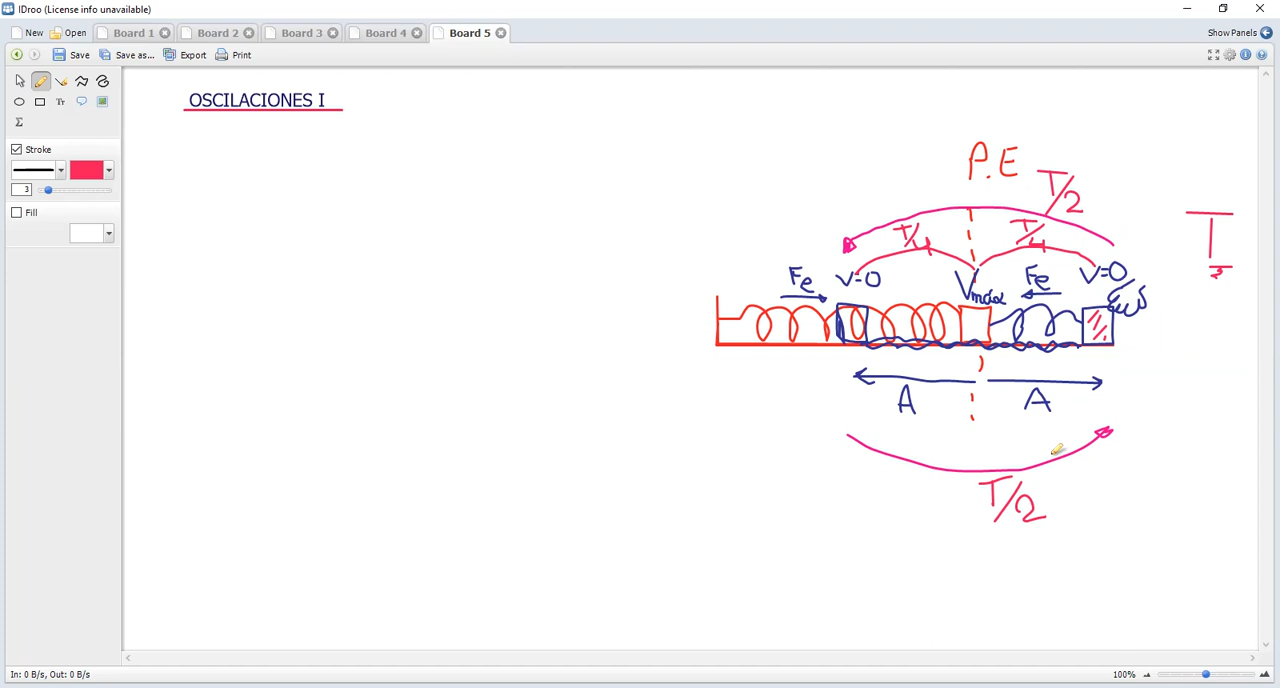 IDroo (License info unavailable)
New Open Board 1 Board 2 Board 3 Board 4 Board 5 Show Panels
Save Save as... Export Print
Tr
Σ
Stroke
3
Fill
OSCILACIONES I
P.E
T/2
T/4 T/4
T
Fe V=0 Vmáx Fe V=0
A A
T/2
In: 0 B/s, Out: 0 B/s 100%